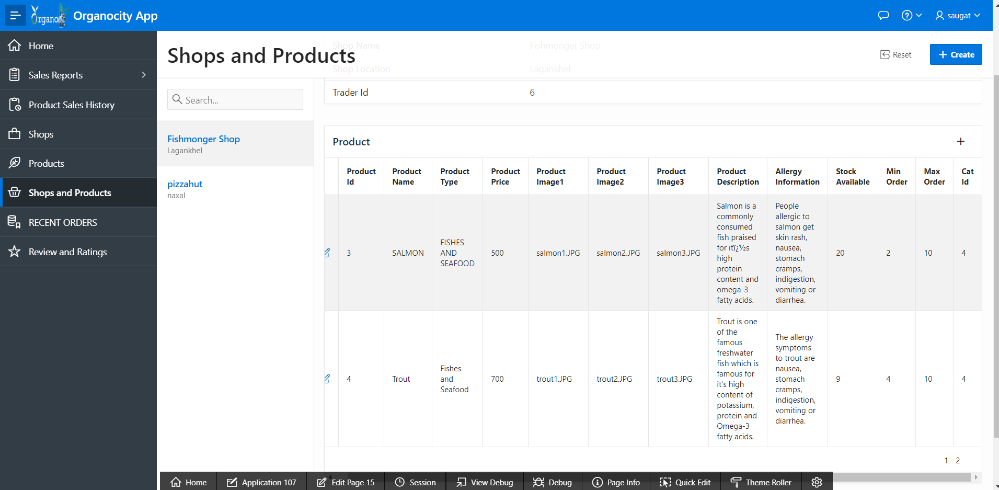 Organo
Organocity App
saugat
Home
Sales Reports
Product Sales History
Shops
Products
Shops and Products
RECENT ORDERS
Review and Ratings
Shops and Products
Reset
Create
Search...
Fishmonger Shop
Lagankhel
pizzahut
naxal
Shop Name
Fishmonger Shop
Shop Location
Lagankhel
Trader Id
6
Product
Product Id
Product Name
Product Type
Product Price
Product Image1
Product Image2
Product Image3
Product Description
Allergy Information
Stock Available
Min Order
Max Order
Cat Id
3
SALMON
FISHES
AND
SEAFOOD
500
salmon1.JPG
salmon2.JPG
salmon3.JPG
Salmon is a
commonly
consumed
fish praised
for itï¿½s
high
protein
content and
omega-3
fatty acids.
People
allergic to
salmon get
skin rash,
nausea,
stomach
cramps,
indigestion,
vomiting or
diarrhea.
20
2
10
4
4
Trout
Fishes
and
Seafood
700
trout1.JPG
trout2.JPG
trout3.JPG
Trout is one
of the
famous
freshwater
fish which is
famous for
it's high
content of
potassium,
protein and
Omega-3
fatty acids.
The allergy
symptoms
to trout are
nausea,
stomach
cramps,
indigestion,
vomiting or
diarrhea.
9
4
10
4
1 - 2
Home
Application 107
Edit Page 15
Session
View Debug
Debug
Page Info
Quick Edit
Theme Roller